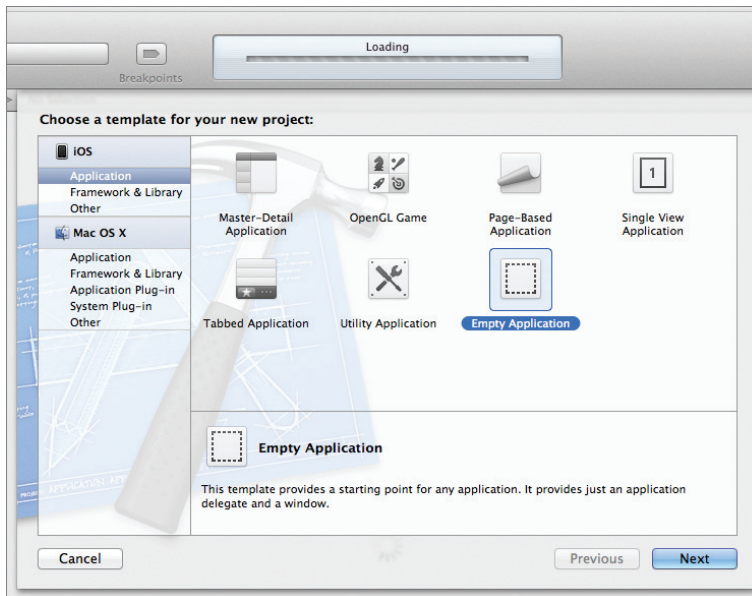 Loading
Breakpoints
No Selection
Choose a template for your new project:
iOS
Application
Framework & Library
Other
Mac OS X
Application
Framework & Library
Application Plug-in
System Plug-in
Other
Master-Detail
Application
OpenGL Game
Page-Based
Application
1
Single View
Application
Tabbed Application
Utility Application
Empty Application
Empty Application
This template provides a starting point for any application. It provides just an application
delegate and a window.
Cancel
Previous
Next